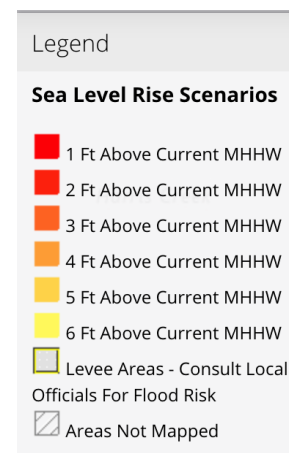 Legend
Sea Level Rise Scenarios
1 Ft Above Current MHHW
2 Ft Above Current MHHW
3 Ft Above Current MHHW
4 Ft Above Current MHHW
5 Ft Above Current MHHW
6 Ft Above Current MHHW
Levee Areas - Consult Local
Officials For Flood Risk
Areas Not Mapped